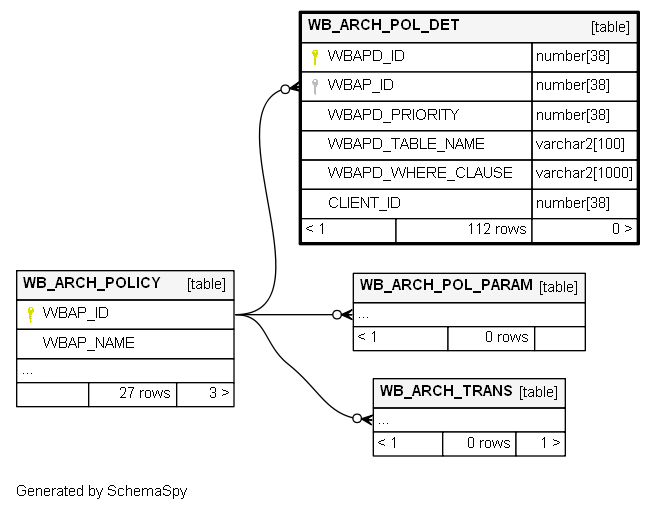 WB_ARCH_POL_DET [table]
WBAPD_ID number[38]
WBAP_ID number[38]
WBAPD_PRIORITY number[38]
WBAPD_TABLE_NAME varchar2[100]
WBAPD_WHERE_CLAUSE varchar2[1000]
CLIENT_ID number[38]
< 1 112 rows 0 >
WB_ARCH_POLICY [table]
WBAP_ID
WBAP_NAME
...
27 rows 3 >
WB_ARCH_POL_PARAM [table]
...
< 1 0 rows
WB_ARCH_TRANS [table]
...
< 1 0 rows 1 >
Generated by SchemaSpy